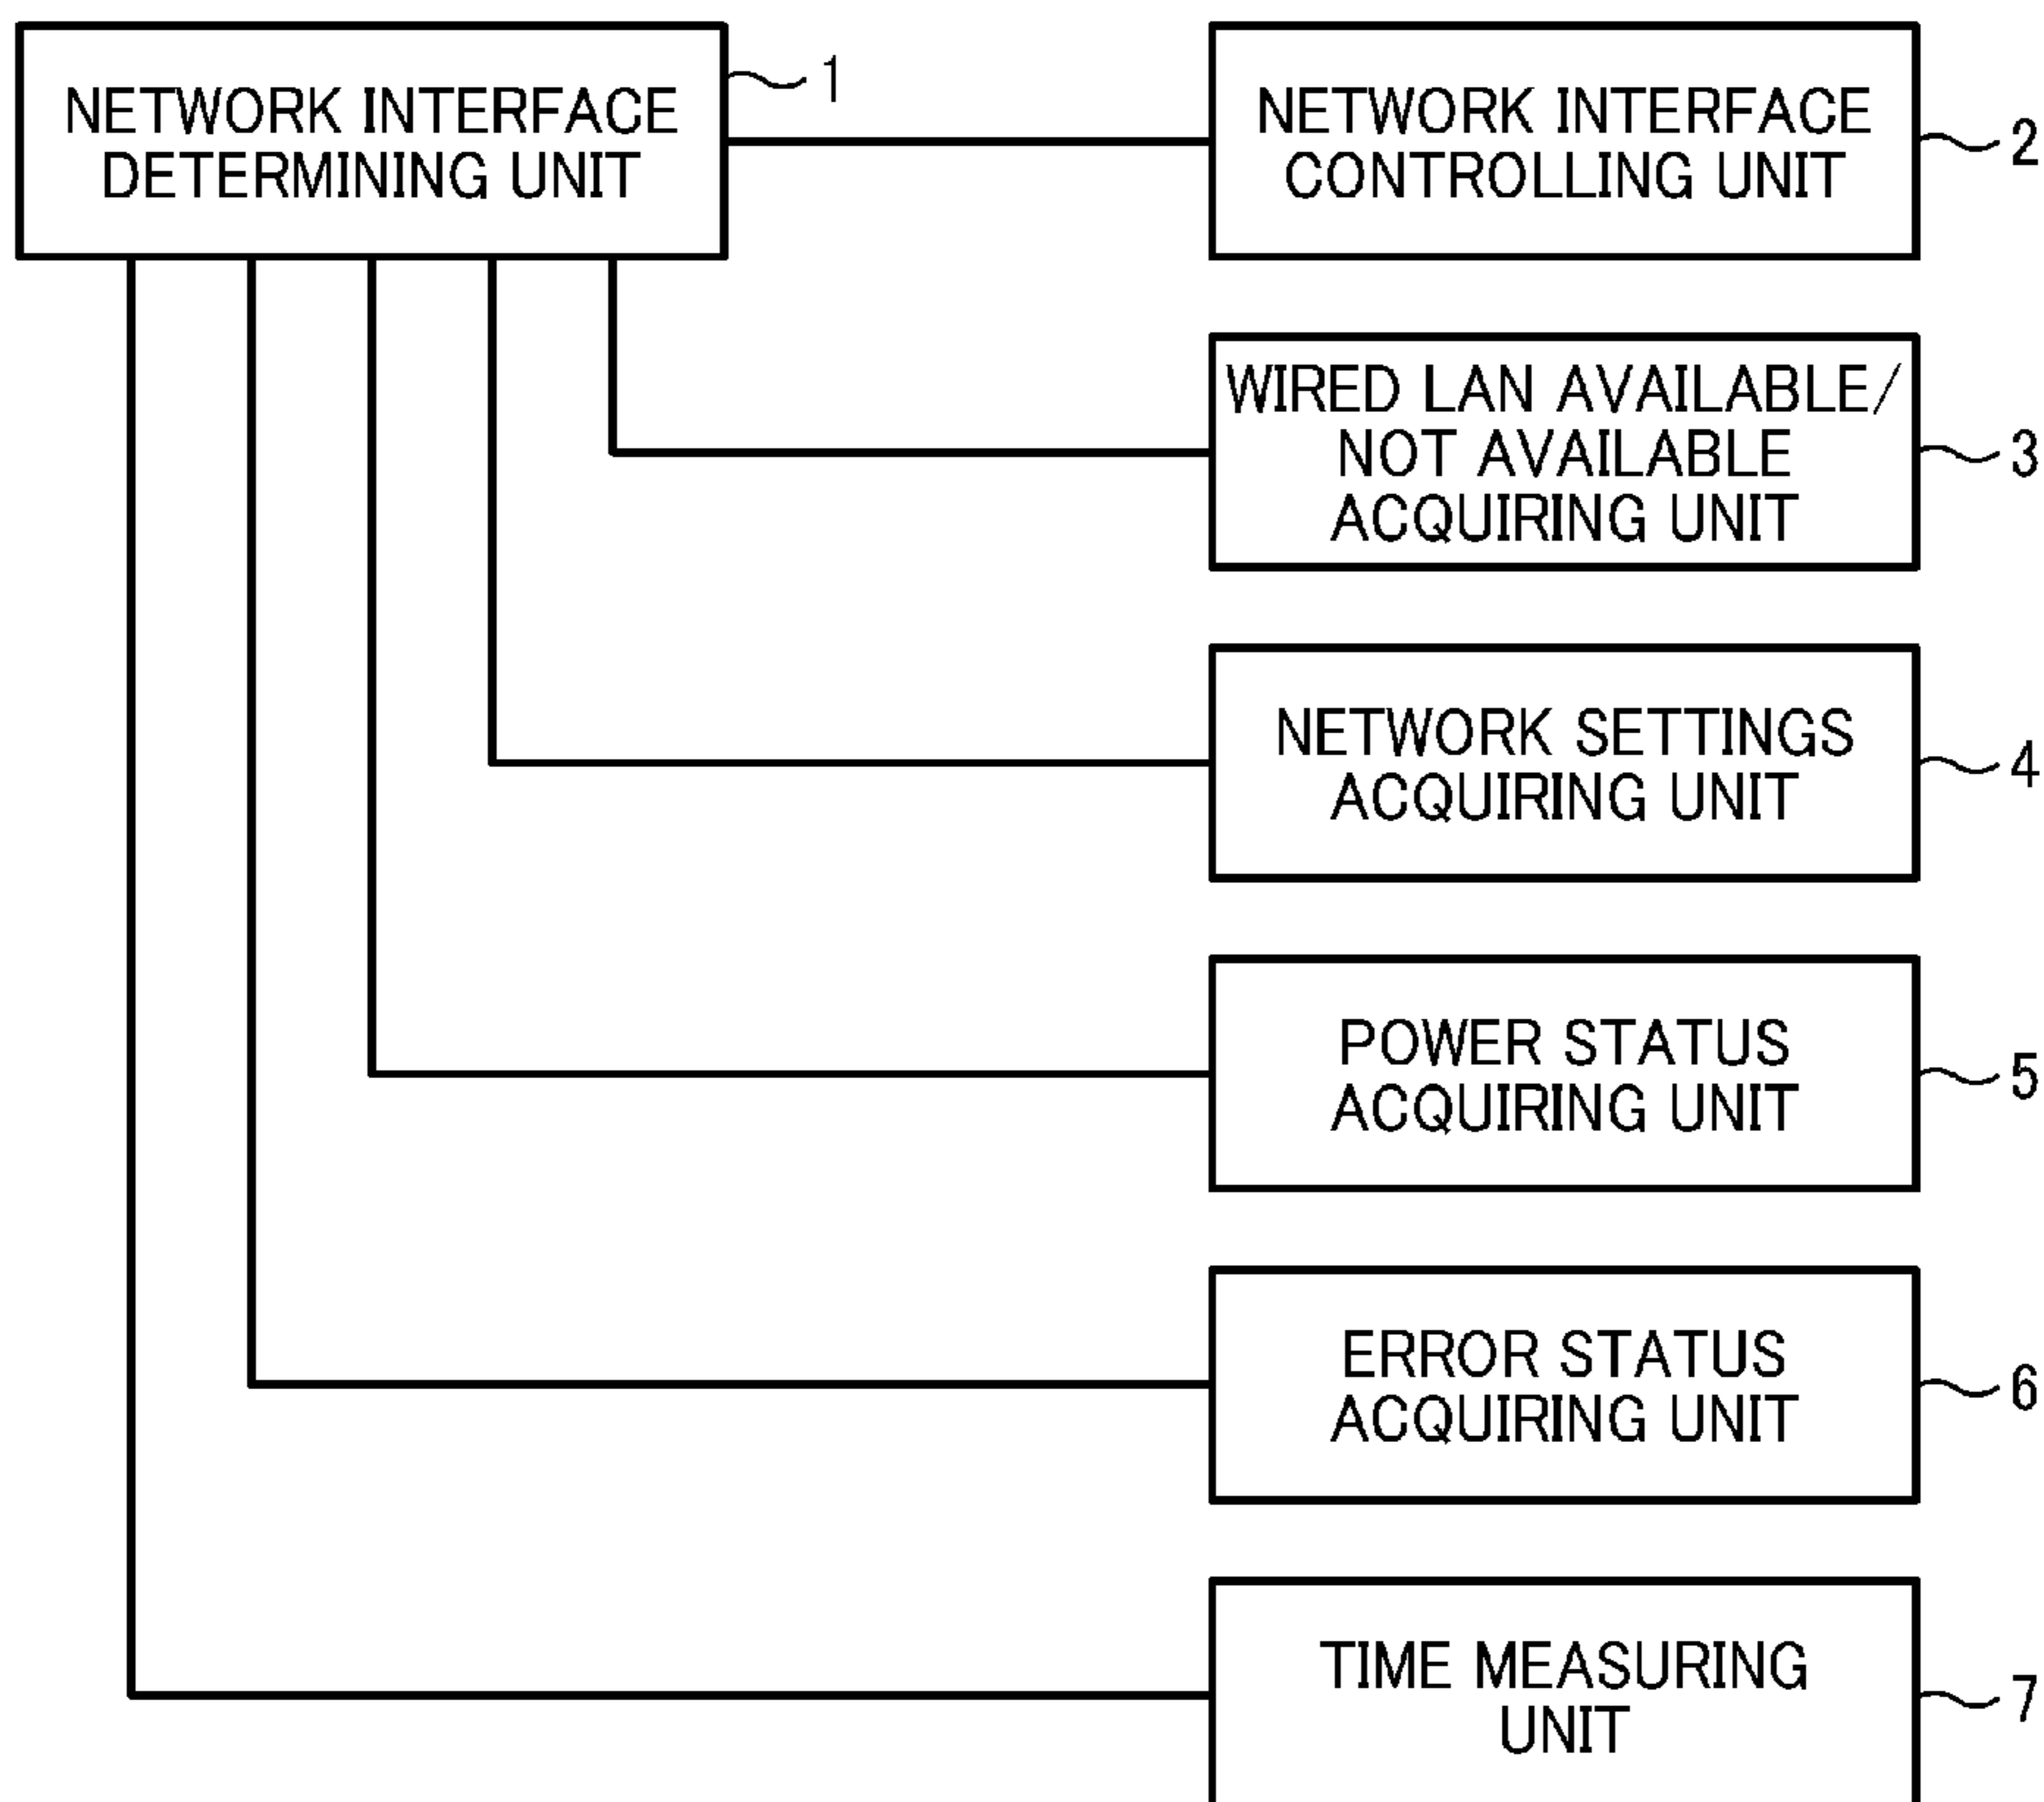 NETWORK INTERFACE
DETERMINING UNIT
1
NETWORK INTERFACE
CONTROLLING UNIT
2
WIRED LAN AVAILABLE/
NOT AVAILABLE
ACQUIRING UNIT
3
NETWORK SETTINGS
ACQUIRING UNIT
4
POWER STATUS
ACQUIRING UNIT
5
ERROR STATUS
ACQUIRING UNIT
6
TIME MEASURING
UNIT
7